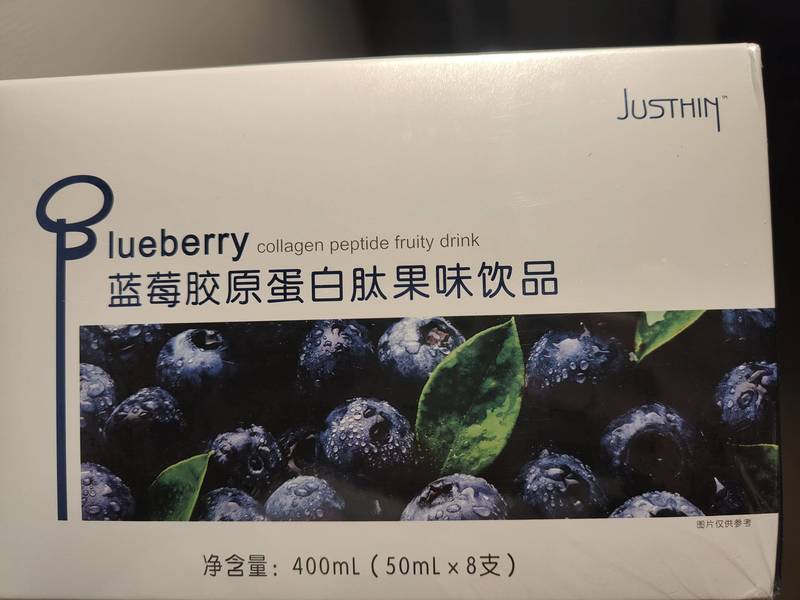 JUSTHIN™
Blueberry collagen peptide fruity drink
蓝莓胶原蛋白肽果味饮品
图片仅供参考
净含量：400mL（50mL x 8支）